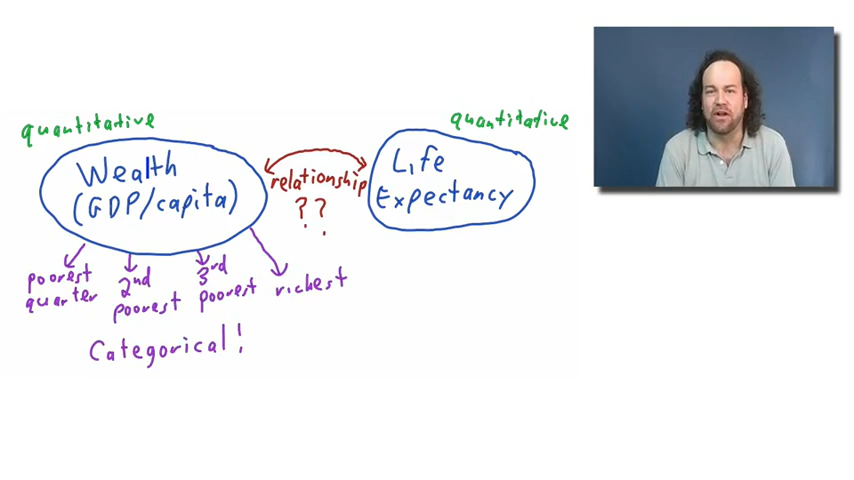 quantitative
quantitative
Wealth
(GDP/capita)
relationship
??
Life
Expectancy
poorest
quarter
2nd
poorest
3rd
poorest
richest
Categorical!